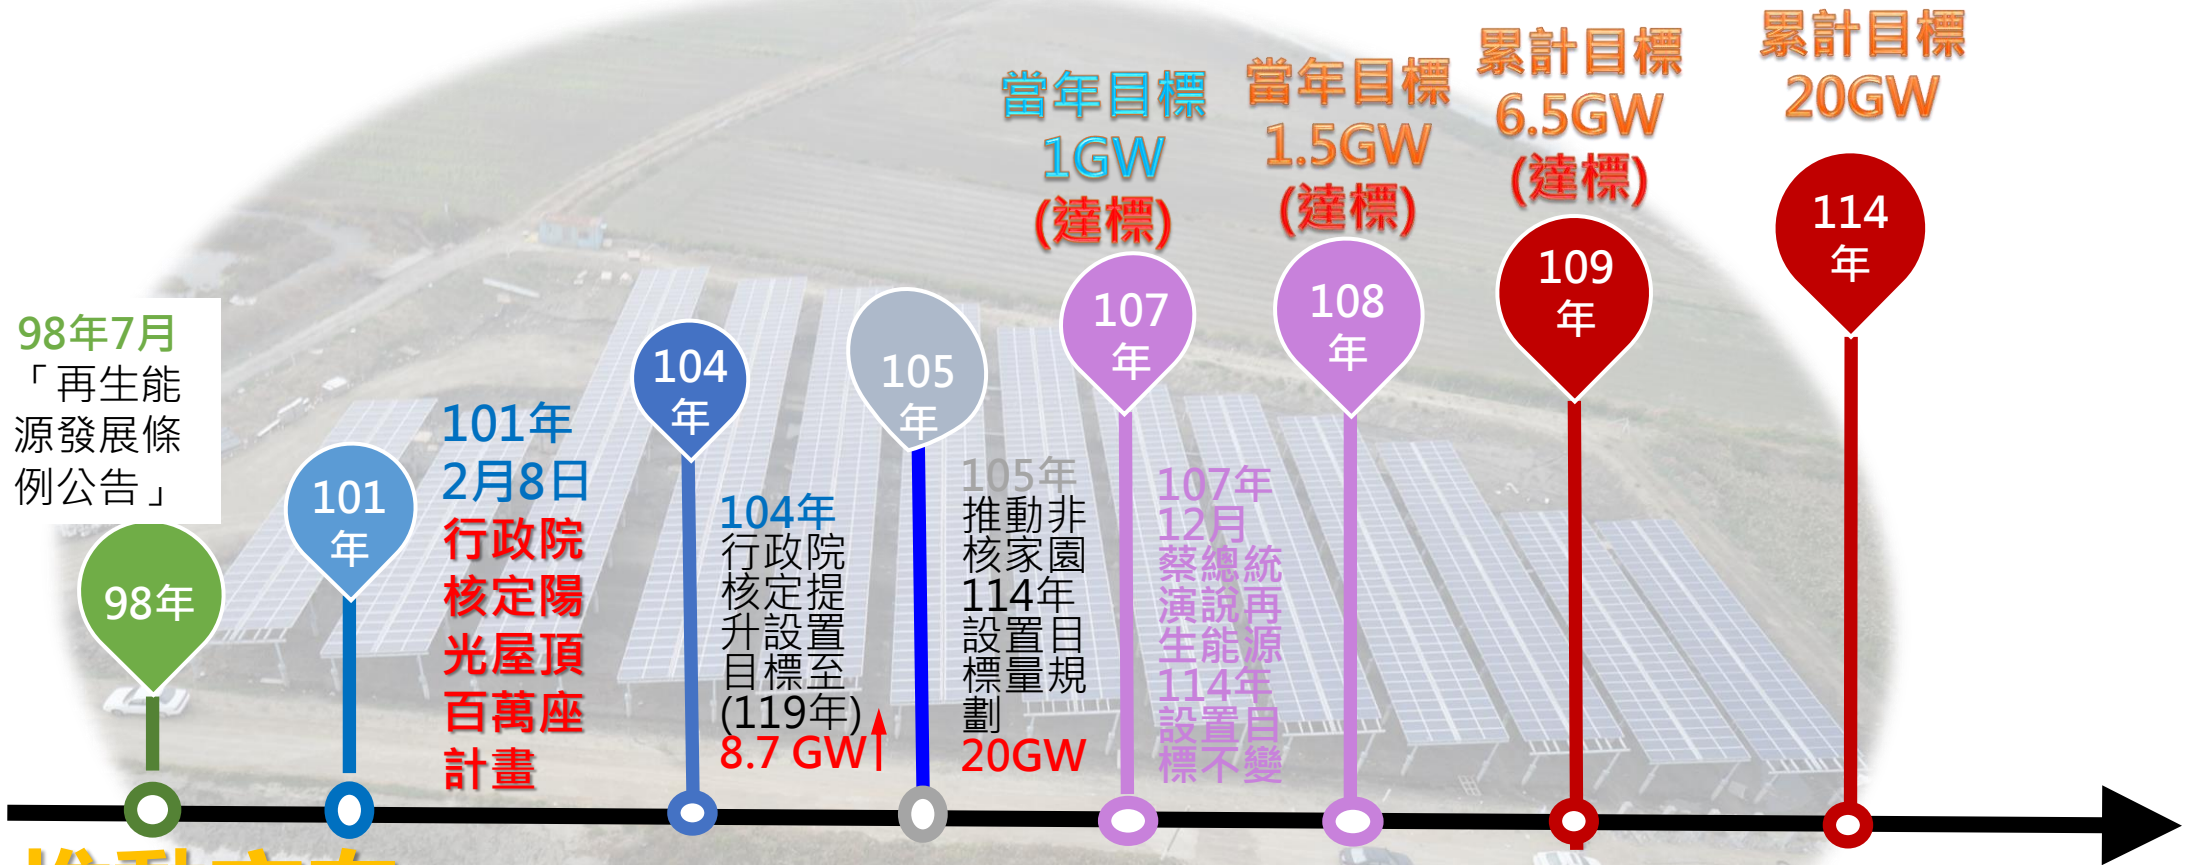 98年7月
「再生能
源發展條
例公告」
98年
101
年
101年
2月8日
行政院
核定陽
光屋頂
百萬座
計畫
104
年
104年
行政院
核定提
升設置
目標至
(119年)
8.7 GW
105
年
105年
推動非
核家園
114年
設置目
標量規
劃
20GW
當年目標
1GW
(達標)
107
年
107年
12月
蔡總統
演說再
生能源
114年
設置目
標不變
當年目標
1.5GW
(達標)
108
年
累計目標
6.5GW
(達標)
109
年
累計目標
20GW
114
年